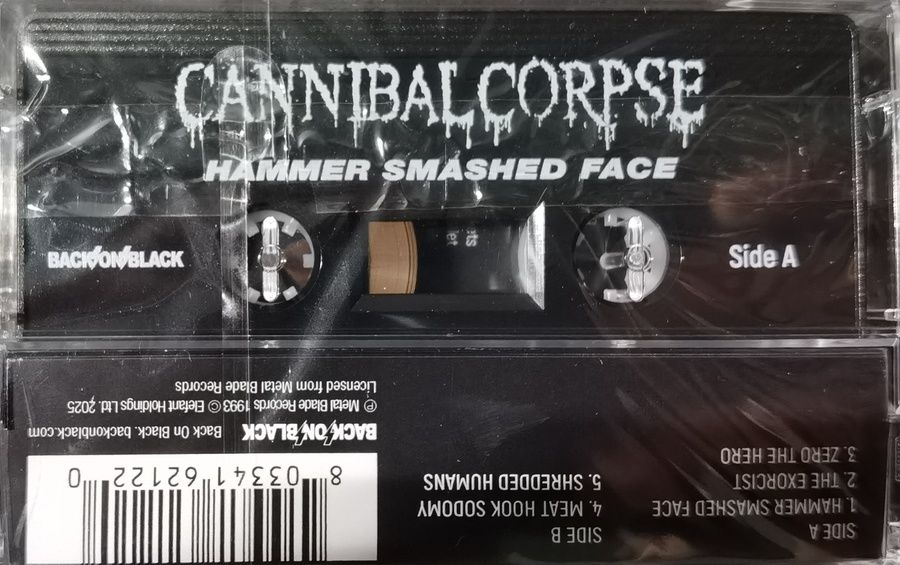 CANNIBAL CORPSE
HAMMER SMASHED FACE
BACK ON BLACK
Side A
SIDE A
1. HAMMER SMASHED FACE
2. THE EXORCIST
3. ZERO THE HERO
SIDE B
4. MEAT HOOK SODOMY
5. SHREDDED HUMANS
8 03341 62122 0
BACK ON BLACK Back On Black. backonblack.com
℗ Metal Blade Records 1993 © Elefant Holdings Ltd. 2025
Licensed from Metal Blade Records